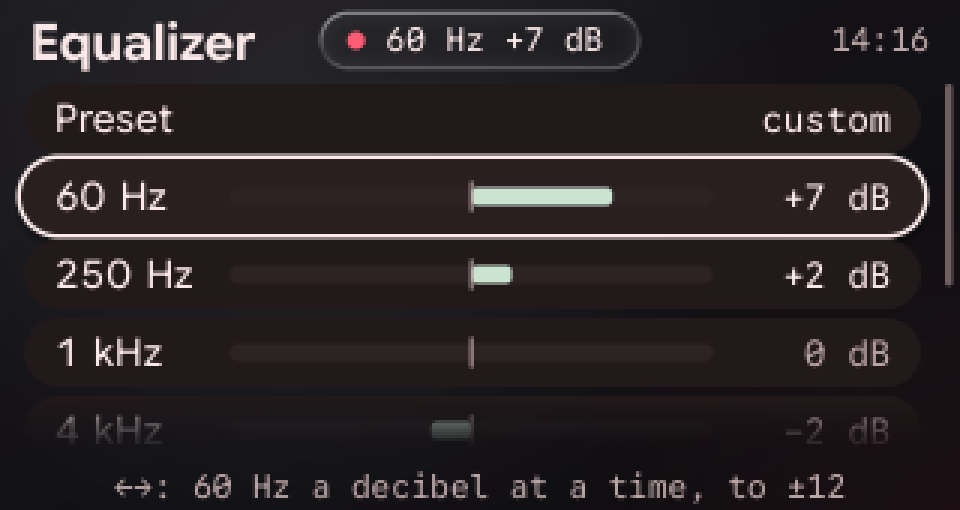 Equalizer
60 Hz +7 dB
14:16
Preset custom
60 Hz +7 dB
250 Hz +2 dB
1 kHz 0 dB
4 kHz −2 dB
↔: 60 Hz a decibel at a time, to ±12